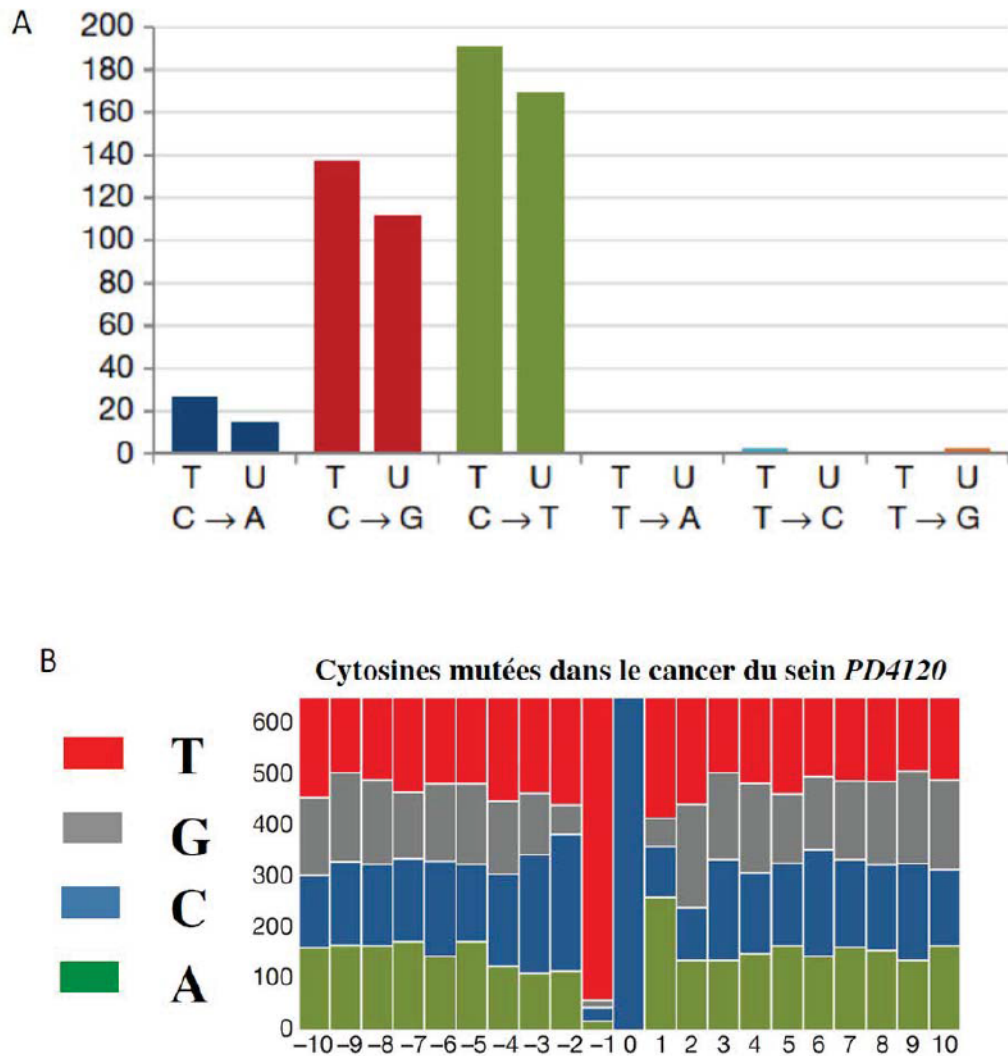 A
200
180
160
140
120
100
80
60
40
20
0
T U T U T U T U T U T U
C → A C → G C → T T → A T → C T → G
B
Cytosines mutées dans le cancer du sein PD4120
T
G
C
A
600
500
400
300
200
100
0
−10 −9 −8 −7 −6 −5 −4 −3 −2 −1 0 1 2 3 4 5 6 7 8 9 10